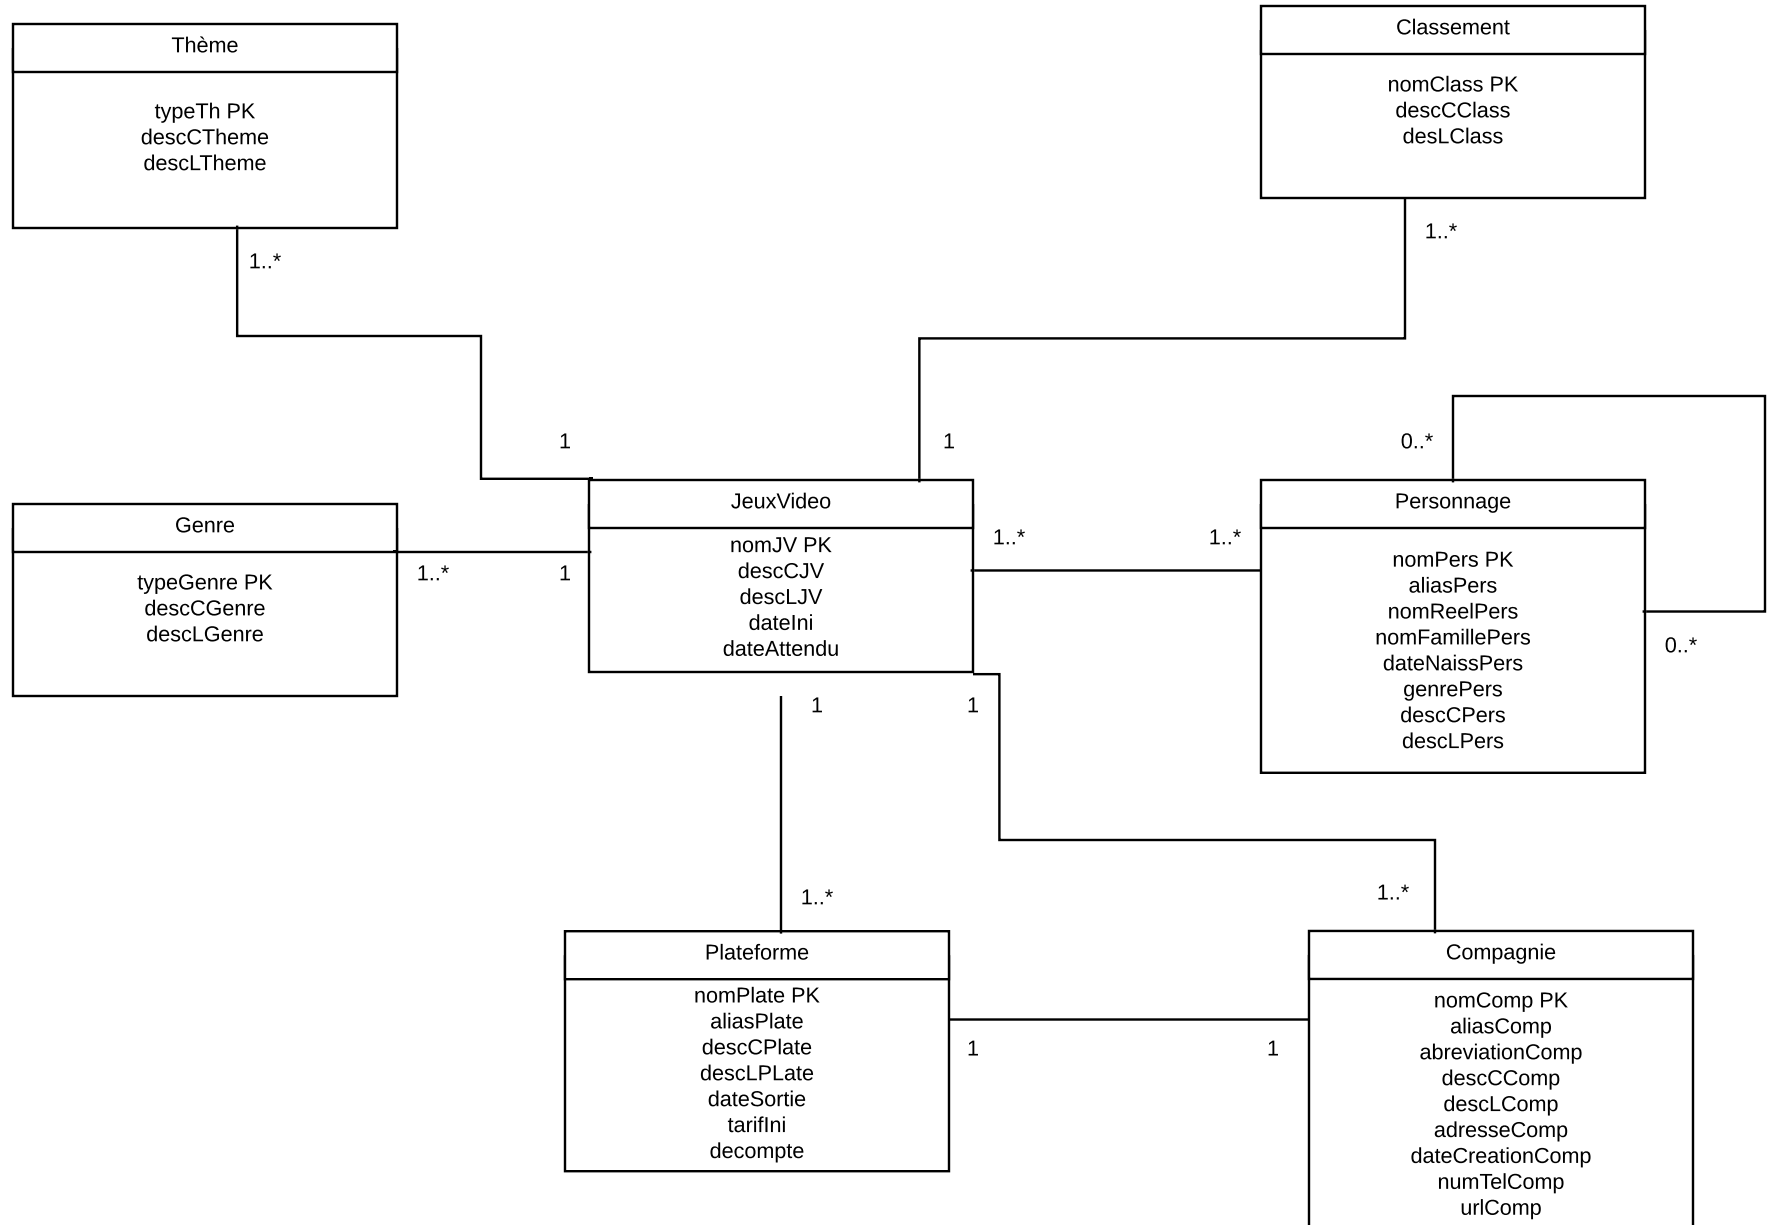 Thème
typeTh PK
descCTheme
descLTheme
1..*
Classement
nomClass PK
descCClass
desLClass
1..*
1
1
0..*
Genre
typeGenre PK
descCGenre
descLGenre
1..*
1
JeuxVideo
nomJV PK
descCJV
descLJV
dateIni
dateAttendu
1..*
1..*
Personnage
nomPers PK
aliasPers
nomReelPers
nomFamillePers
dateNaissPers
genrePers
descCPers
descLPers
0..*
1
1
1..*
1..*
Plateforme
nomPlate PK
aliasPlate
descCPlate
descLPLate
dateSortie
tarifIni
decompte
1
1
Compagnie
nomComp PK
aliasComp
abreviationComp
descCComp
descLComp
adresseComp
dateCreationComp
numTelComp
urlComp